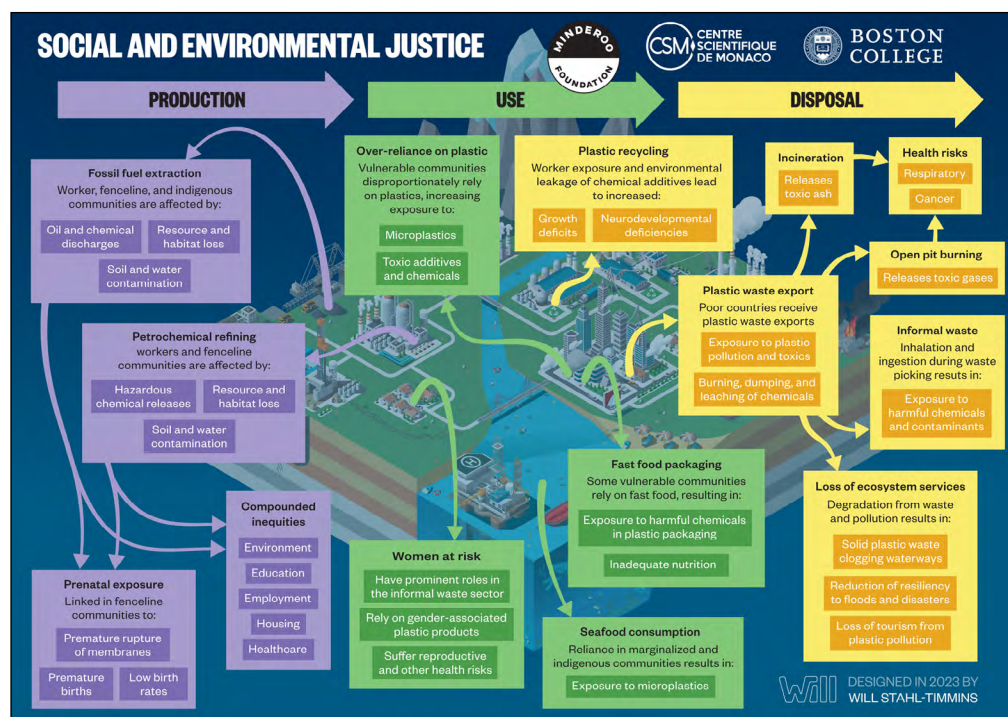 SOCIAL AND ENVIRONMENTAL JUSTICE
MINDEROO
FOUNDATION
CSM
CENTRE
SCIENTIFIQUE
DE MONACO
BOSTON
COLLEGE
PRODUCTION
USE
DISPOSAL
Fossil fuel extraction
Worker, fenceline, and indigenous
communities are affected by:
Oil and chemical
discharges
Resource and
habitat loss
Soil and water
contamination
Petrochemical refining
workers and fenceline
communities are affected by:
Hazardous
chemical releases
Resource and
habitat loss
Soil and water
contamination
Compounded
inequities
Environment
Education
Employment
Housing
Healthcare
Prenatal exposure
Linked in fenceline
communities to:
Premature rupture
of membranes
Premature
births
Low birth
rates
Over-reliance on plastic
Vulnerable communities
disproportionately rely
on plastics, increasing
exposure to:
Microplastics
Toxic additives
and chemicals
Women at risk
Have prominent roles in
the informal waste sector
Rely on gender-associated
plastic products
Suffer reproductive
and other health risks
Fast food packaging
Some vulnerable communities
rely on fast food, resulting in:
Exposure to harmful chemicals
in plastic packaging
Inadequate nutrition
Seafood consumption
Reliance in marginalized and
indigenous communities results in:
Exposure to microplastics
Plastic recycling
Worker exposure and environmental
leakage of chemical additives lead
to increased:
Growth
deficits
Neurodevelopmental
deficiencies
Plastic waste export
Poor countries receive
plastic waste exports
Exposure to plastic
pollution and toxics
Burning, dumping, and
leaching of chemicals
Incineration
Releases
toxic ash
Health risks
Respiratory
Cancer
Open pit burning
Releases toxic gases
Informal waste
Inhalation and
ingestion during waste
picking resuts in:
Exposure to
harmful chemicals
and contaminants
Loss of ecosystem services
Degradation from waste
and pollution results in:
Solid plastic waste
clogging waterways
Reduction of resiliency
to floods and disasters
Loss of tourism from
plastic pollution
Will
DESIGNED IN 2023 BY
WILL STAHL-TIMMINS